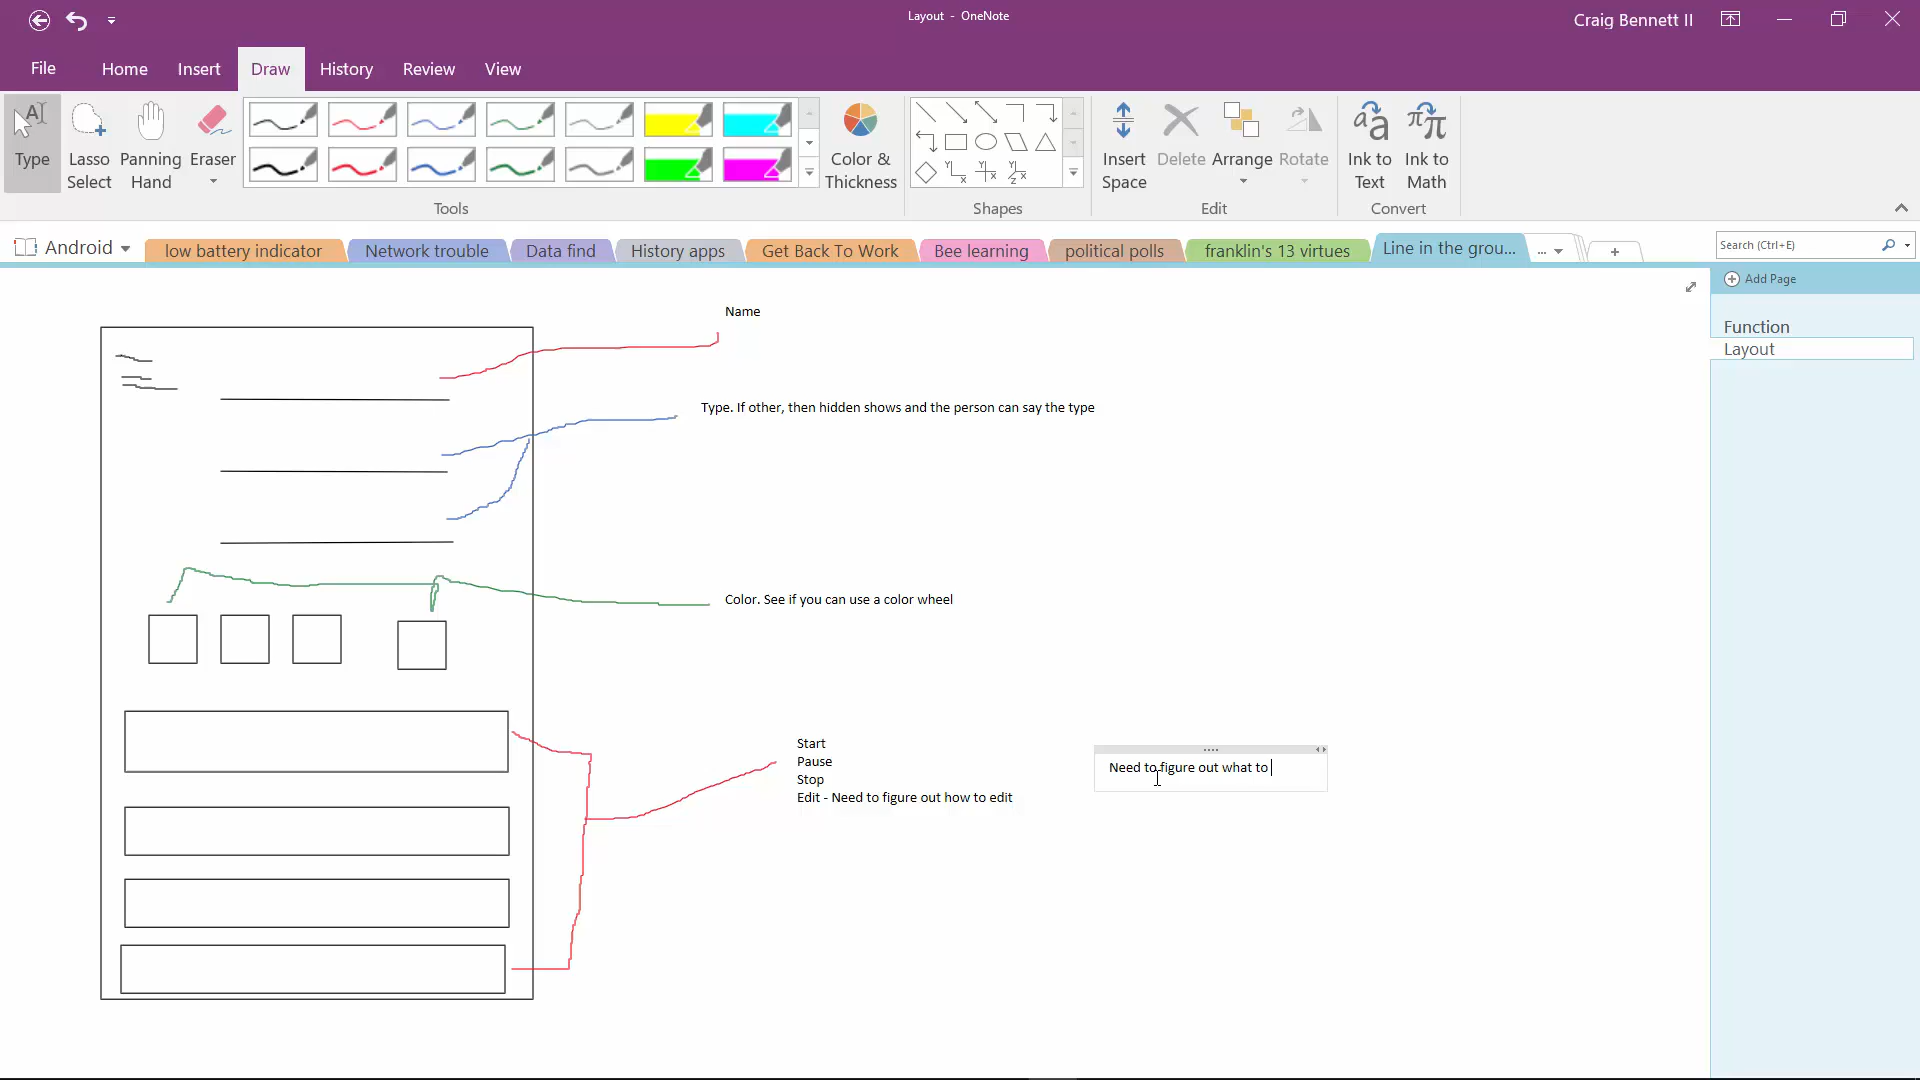 Layout - OneNote
Craig Bennett II
File Home Insert Draw History Review View
Type
Lasso Select
Panning Hand
Eraser
Color & Thickness
Insert Space
Delete
Arrange
Rotate
Ink to Text
Ink to Math
Tools
Shapes
Edit
Convert
Android
low battery indicator
Network trouble
Data find
History apps
Get Back To Work
Bee learning
political polls
franklin's 13 virtues
Line in the grou...
...
Search (Ctrl+E)
Add Page
Function
Layout
Name
Type. If other, then hidden shows and the person can say the type
Color. See if you can use a color wheel
Start
Pause
Stop
Edit - Need to figure out how to edit
Need to figure out what to